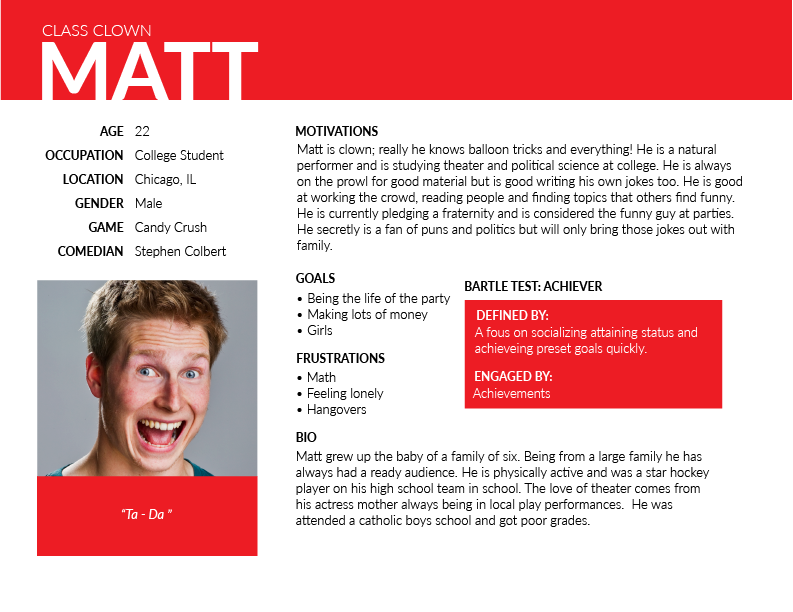 CLASS CLOWN
MATT
AGE 22
OCCUPATION College Student
LOCATION Chicago, IL
GENDER Male
GAME Candy Crush
COMEDIAN Stephen Colbert
“Ta - Da ”
MOTIVATIONS
Matt is clown; really he knows balloon tricks and everything! He is a natural
performer and is studying theater and political science at college. He is always
on the prowl for good material but is good writing his own jokes too. He is good
at working the crowd, reading people and finding topics that others find funny.
He is currently pledging a fraternity and is considered the funny guy at parties.
He secretly is a fan of puns and politics but will only bring those jokes out with
family.
GOALS
• Being the life of the party
• Making lots of money
• Girls
FRUSTRATIONS
• Math
• Feeling lonely
• Hangovers
BARTLE TEST: ACHIEVER
DEFINED BY:
A fous on socializing attaining status and
achieveing preset goals quickly.
ENGAGED BY:
Achievements
BIO
Matt grew up the baby of a family of six. Being from a large family he has
always had a ready audience. He is physically active and was a star hockey
player on his high school team in school. The love of theater comes from
his actress mother always being in local play performances.  He was
attended a catholic boys school and got poor grades.